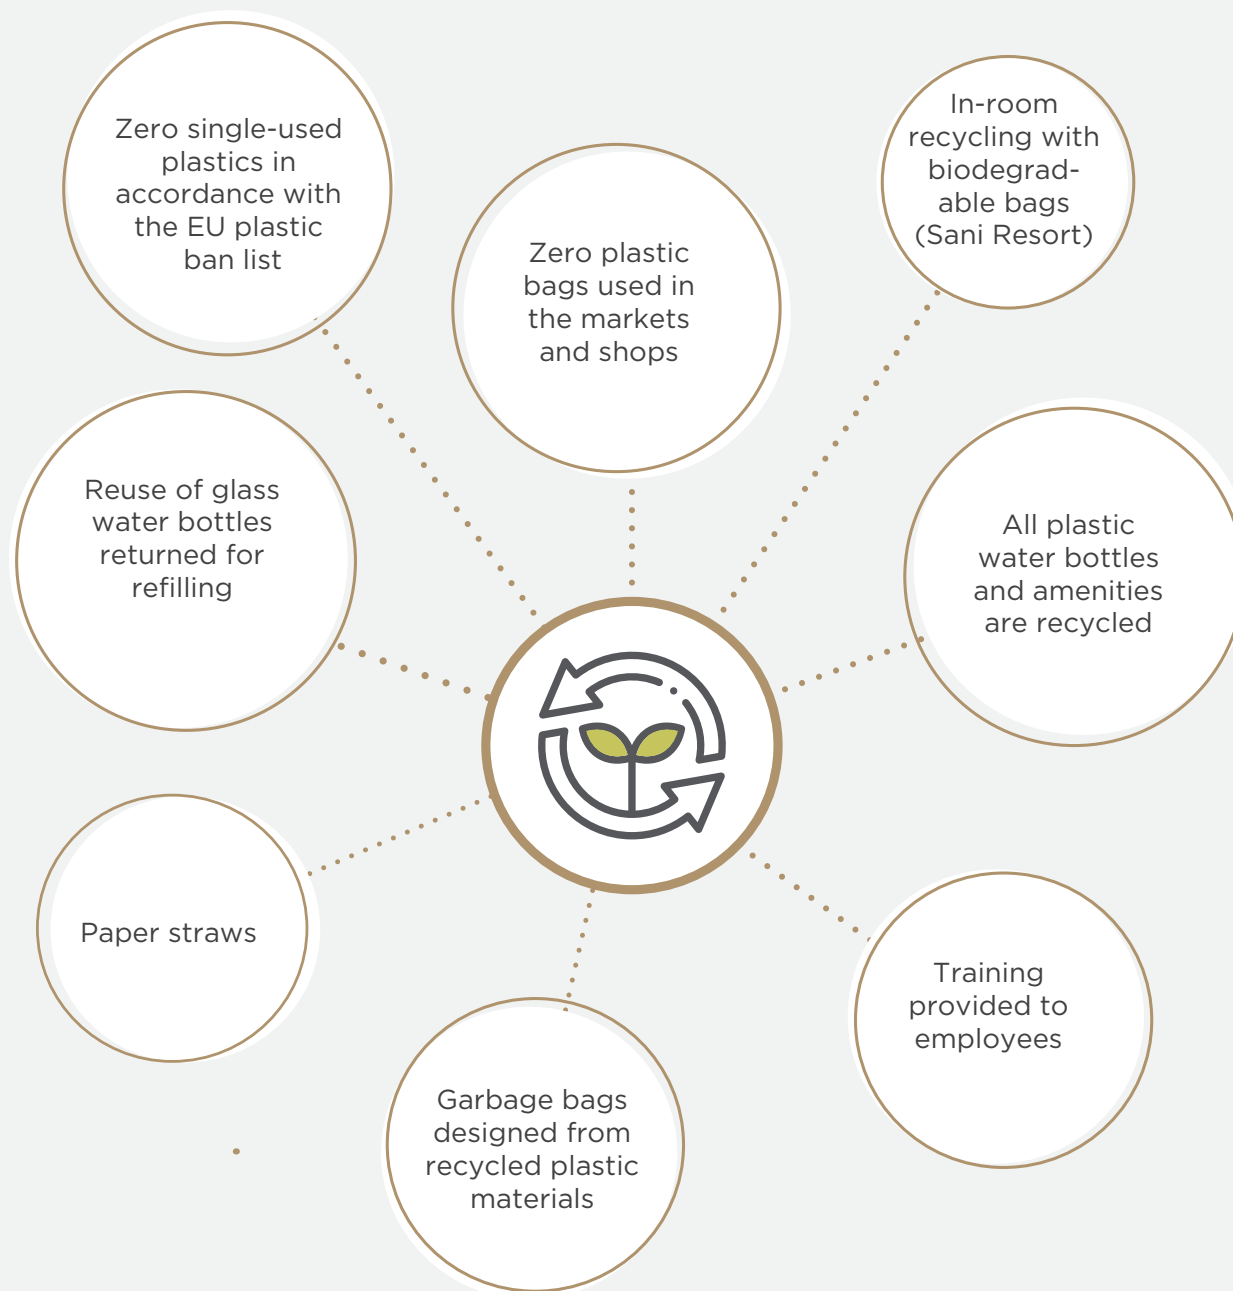 Zero single-used
plastics in
accordance with
the EU plastic
ban list
Zero plastic
bags used in
the markets
and shops
In-room
recycling with
biodegrad-
able bags
(Sani Resort)
Reuse of glass
water bottles
returned for
refilling
All plastic
water bottles
and amenities
are recycled
Paper straws
Garbage bags
designed from
recycled plastic
materials
Training
provided to
employees